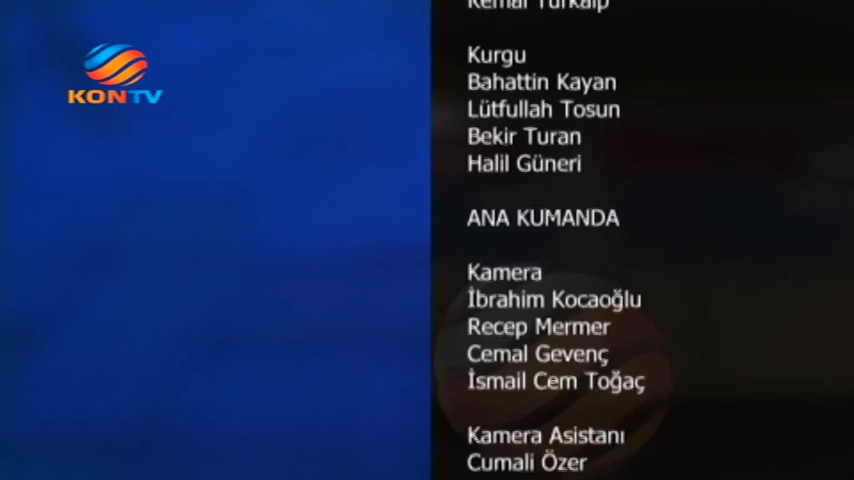 KONTV
Kurgu
Bahattin Kayan
Lütfullah Tosun
Bekir Turan
Halil Güneri
ANA KUMANDA
Kamera
İbrahim Kocaoğlu
Recep Mermer
Cemal Gevenç
İsmail Cem Toğaç
Kamera Asistanı
Cumali Özer